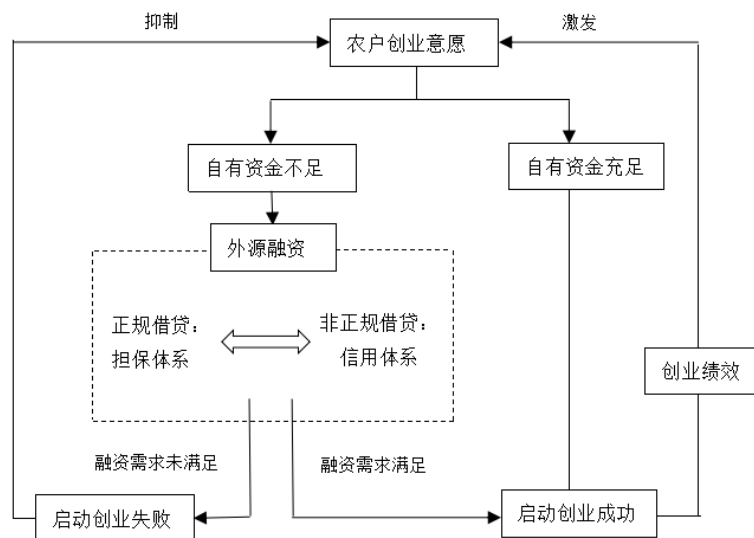 抑制
激发
农户创业意愿
自有资金不足
自有资金充足
外源融资
正规借贷：
担保体系
非正规借贷：
信用体系
创业绩效
融资需求未满足
融资需求满足
启动创业失败
启动创业成功